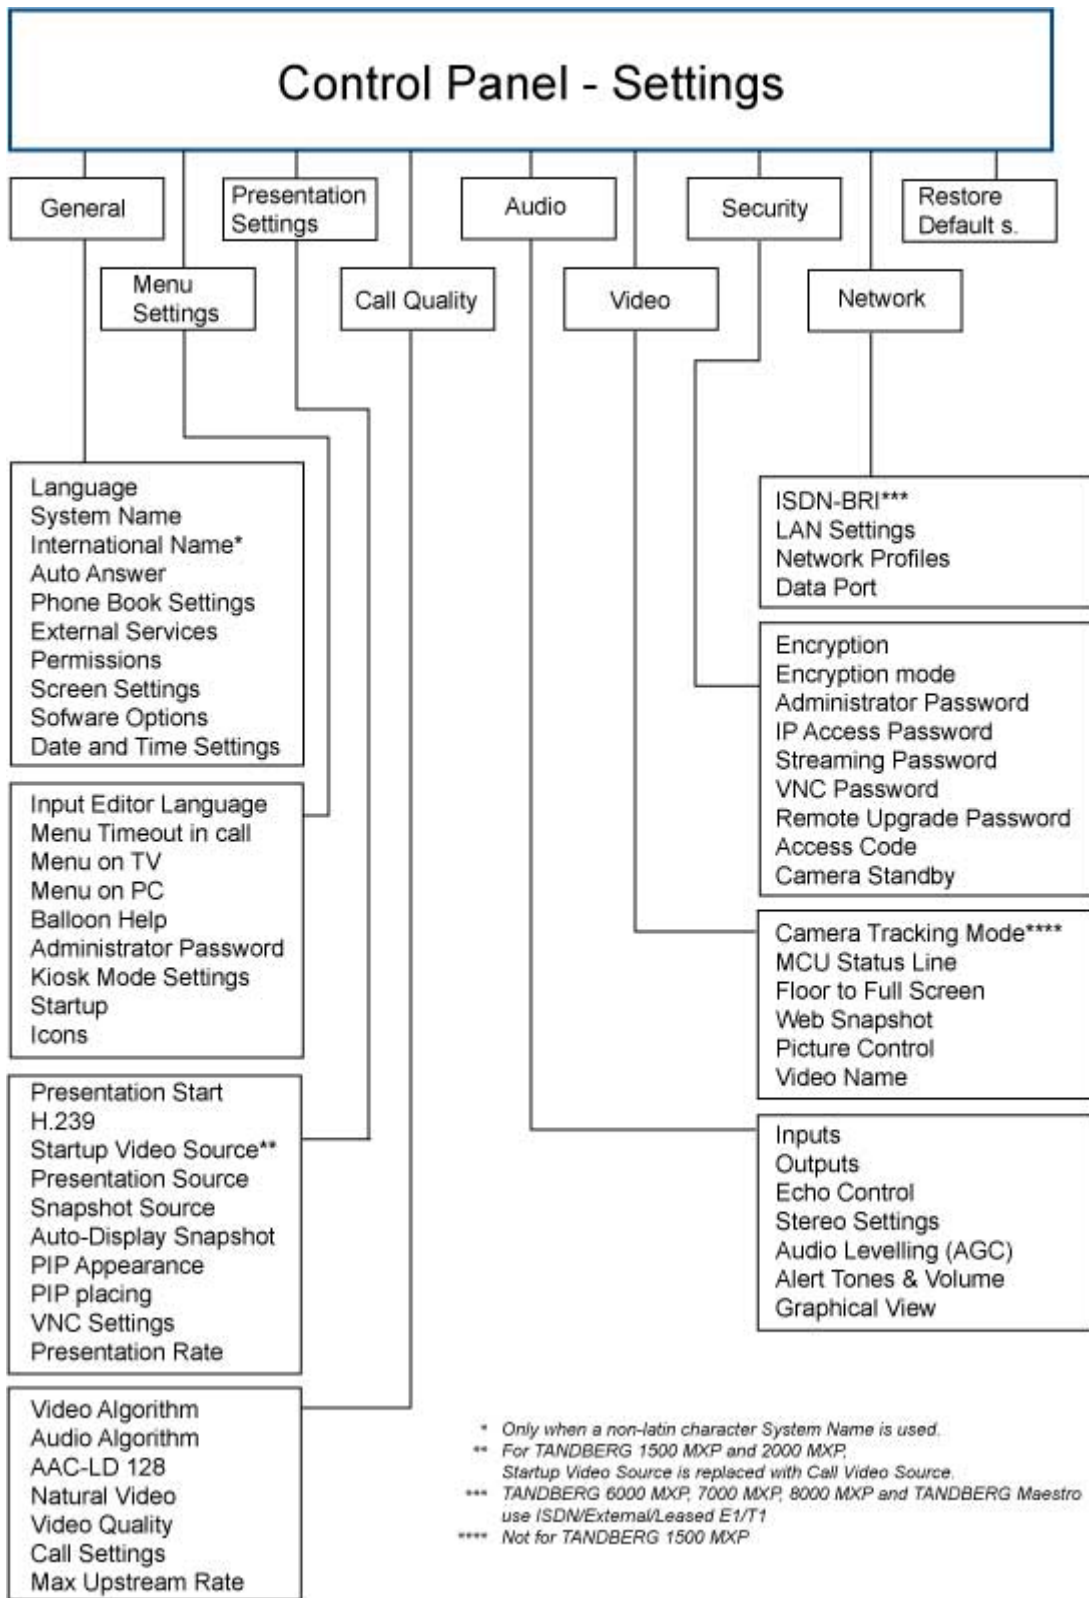 Control Panel - Settings
General
Presentation
Settings
Audio
Security
Restore
Default s.
Menu
Settings
Call Quality
Video
Network
Language
System Name
International Name*
Auto Answer
Phone Book Settings
External Services
Permissions
Screen Settings
Sofware Options
Date and Time Settings
Input Editor Language
Menu Timeout in call
Menu on TV
Menu on PC
Balloon Help
Administrator Password
Kiosk Mode Settings
Startup
Icons
Presentation Start
H.239
Startup Video Source**
Presentation Source
Snapshot Source
Auto-Display Snapshot
PIP Appearance
PIP placing
VNC Settings
Presentation Rate
Video Algorithm
Audio Algorithm
AAC-LD 128
Natural Video
Video Quality
Call Settings
Max Upstream Rate
ISDN-BRI***
LAN Settings
Network Profiles
Data Port
Encryption
Encryption mode
Administrator Password
IP Access Password
Streaming Password
VNC Password
Remote Upgrade Password
Access Code
Camera Standby
Camera Tracking Mode****
MCU Status Line
Floor to Full Screen
Web Snapshot
Picture Control
Video Name
Inputs
Outputs
Echo Control
Stereo Settings
Audio Levelling (AGC)
Alert Tones & Volume
Graphical View
* Only when a non-latin character System Name is used.
** For TANDBERG 1500 MXP and 2000 MXP,
Startup Video Source is replaced with Call Video Source.
*** TANDBERG 6000 MXP, 7000 MXP, 8000 MXP and TANDBERG Maestro
use ISDN/External/Leased E1/T1
**** Not for TANDBERG 1500 MXP